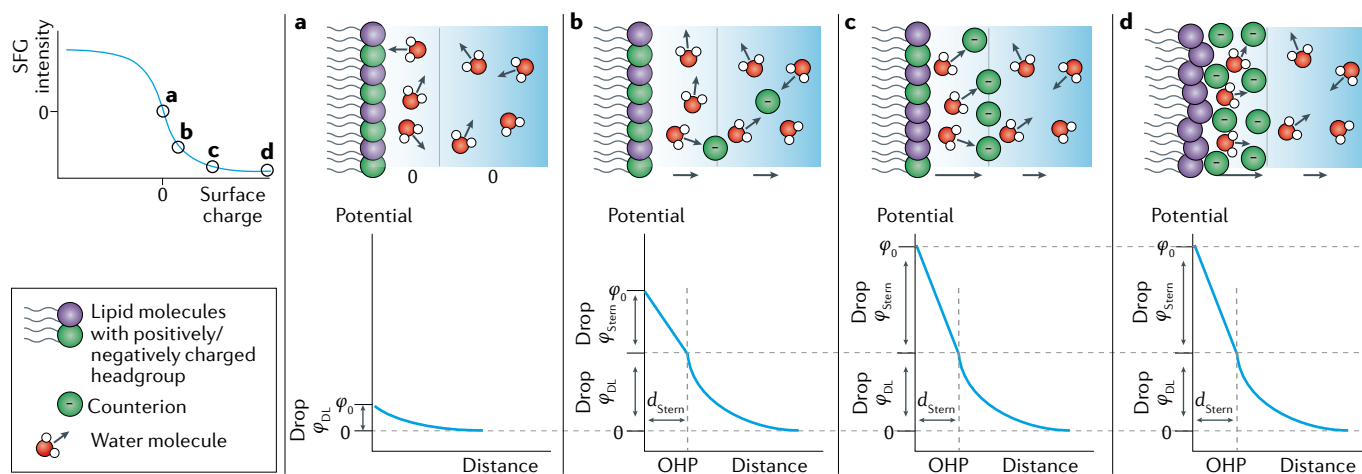 SFG
intensity
0
a
b
c
d
0
Surface
charge
Lipid molecules
with positively/
negatively charged
headgroup
−
Counterion
Water molecule
a
0 0
Potential
Drop
φDL
φ0
0
Distance
b
−
−
Potential
φ0
Drop
φStern
Drop
φDL
dStern
0
OHP Distance
c
−
−
−
−
−
Potential
φ0
Drop
φStern
Drop
φDL
dStern
0
OHP Distance
d
−
−
−
−
−
−
−
−
Potential
φ0
Drop
φStern
Drop
φDL
dStern
0
OHP Distance